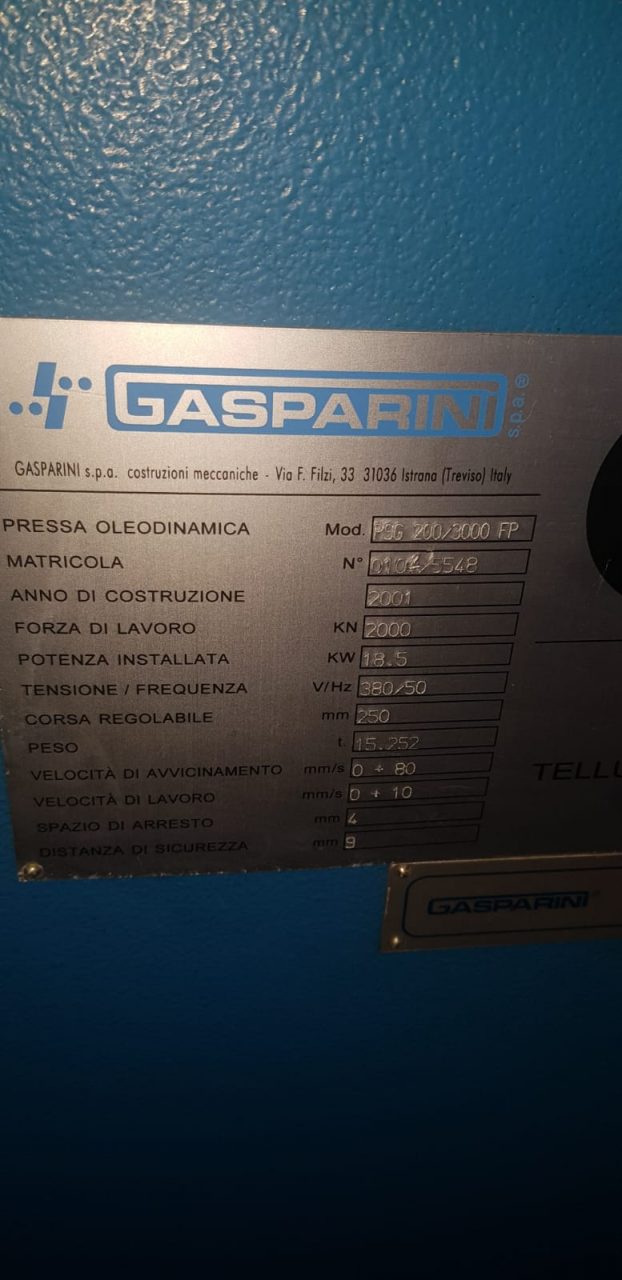 GASPARINI s.p.a.®
GASPARINI s.p.a. costruzioni meccaniche - Via F. Filzi, 33 31036 Istrana (Treviso) Italy
PRESSA OLEODINAMICA Mod. PSG 200/3000 FP
MATRICOLA N° /5548
ANNO DI COSTRUZIONE 2001
FORZA DI LAVORO KN 2000
POTENZA INSTALLATA KW 18.5
TENSIONE / FREQUENZA V/Hz 380/50
CORSA REGOLABILE mm 250
PESO t. 15.252
VELOCITÀ DI AVVICINAMENTO mm/s 0 ÷ 80
VELOCITÀ DI LAVORO mm/s 0 ÷ 10
SPAZIO DI ARRESTO mm 4
DISTANZA DI SICUREZZA mm 9
TELLU
GASPARINI